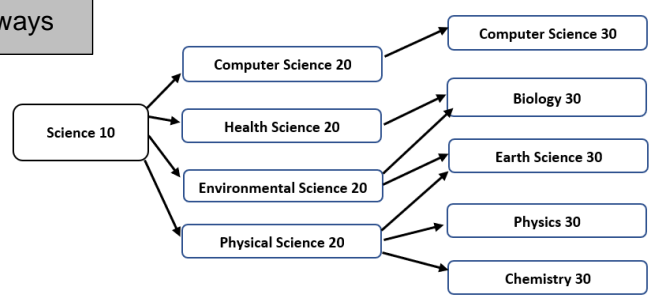 Science 10
Computer Science 20
Health Science 20
Environmental Science 20
Physical Science 20
Computer Science 30
Biology 30
Earth Science 30
Physics 30
Chemistry 30